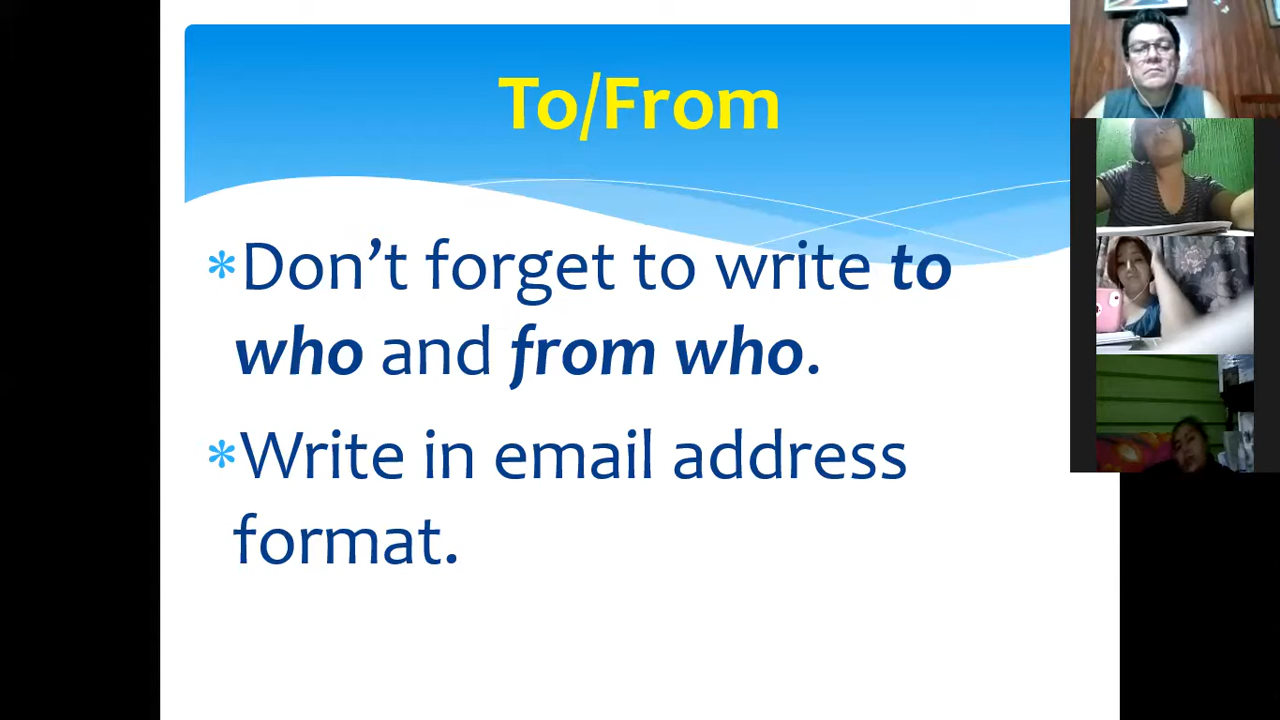 To/From
Don’t forget to write to
who and from who.
Write in email address
format.